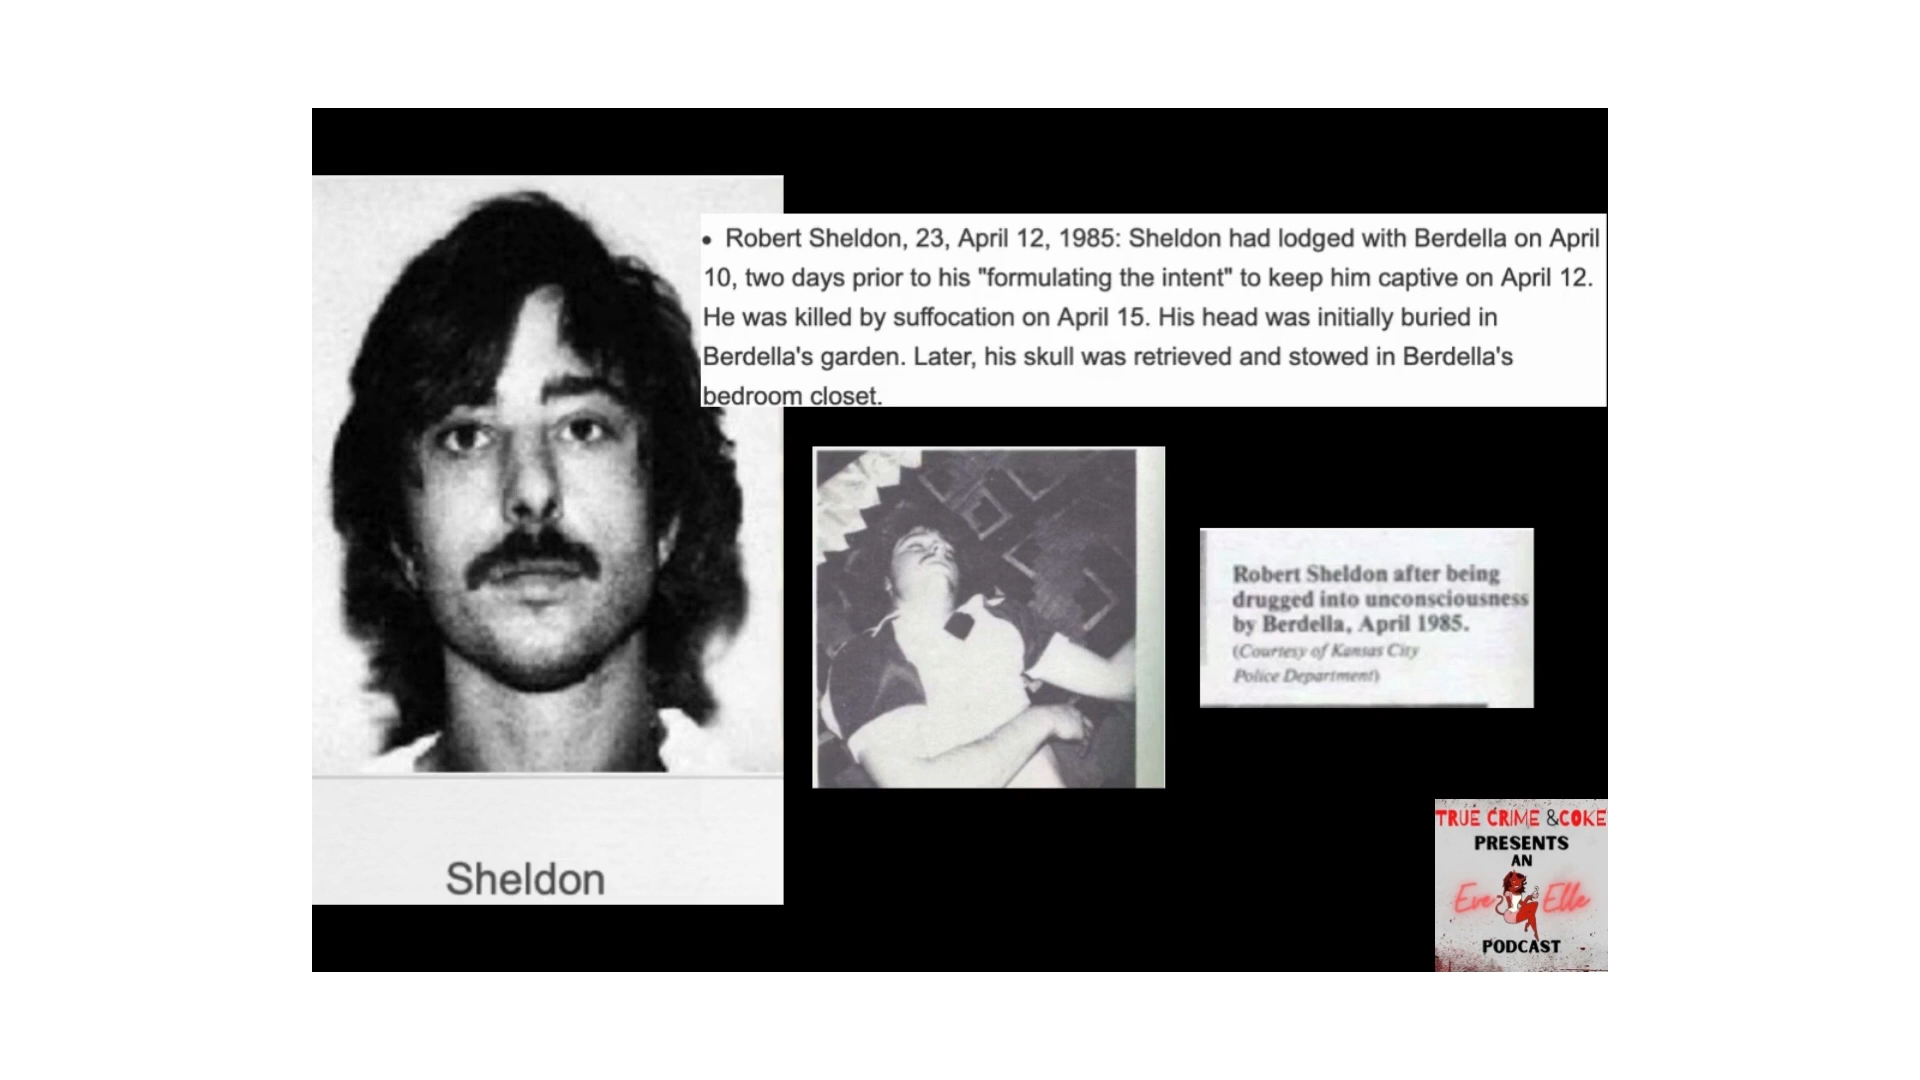 • Robert Sheldon, 23, April 12, 1985: Sheldon had lodged with Berdella on April
10, two days prior to his "formulating the intent" to keep him captive on April 12.
He was killed by suffocation on April 15. His head was initially buried in
Berdella's garden. Later, his skull was retrieved and stowed in Berdella's
bedroom closet.
Robert Sheldon after being
drugged into unconsciousness
by Berdella, April 1985.
(Courtesy of Kansas City
Police Department)
Sheldon
TRUE CRIME &COKE
PRESENTS
AN
Eve Elle
PODCAST